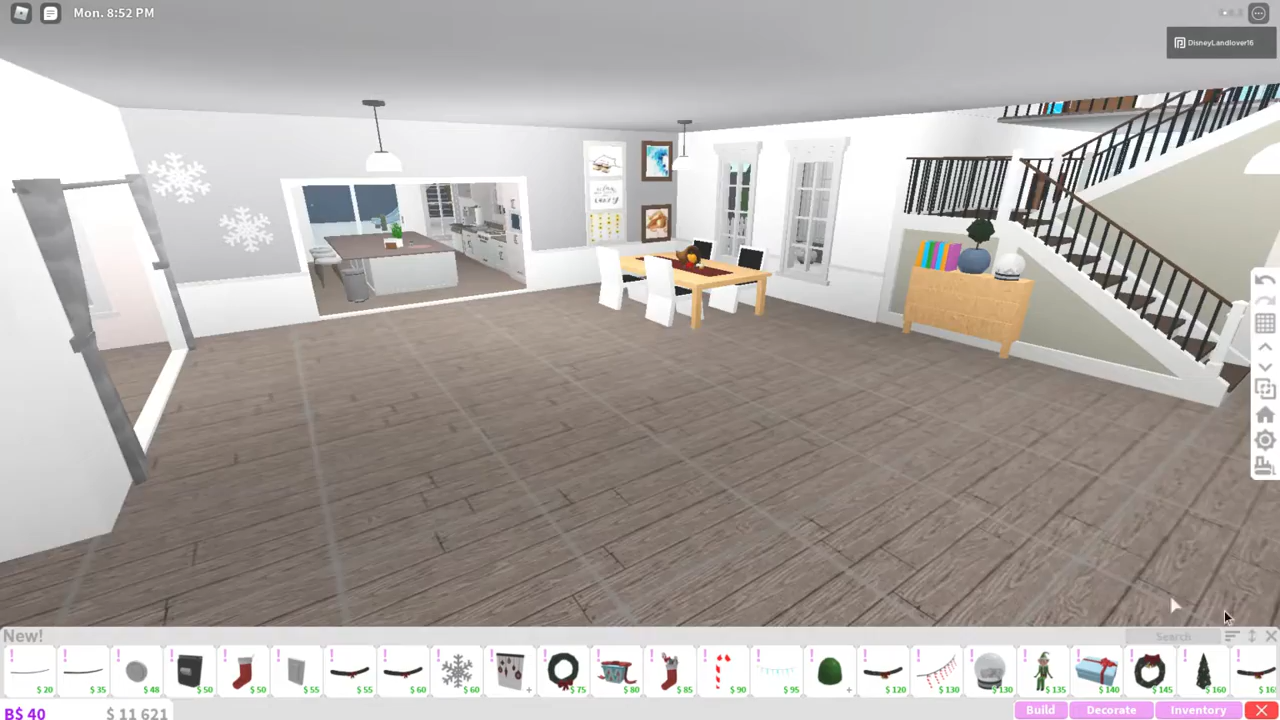 Mon. 8:52 PM
DisneyLandlover16
New!
Search
$ 20
$ 35
$ 48
$ 50
$ 50
$ 55
$ 55
$ 60
$ 60
$ 75
$ 80
$ 85
$ 90
$ 95
$ 120
$ 130
$ 130
$ 135
$ 140
$ 145
$ 160
B$ 40
$ 11 621
Build
Decorate
Inventory